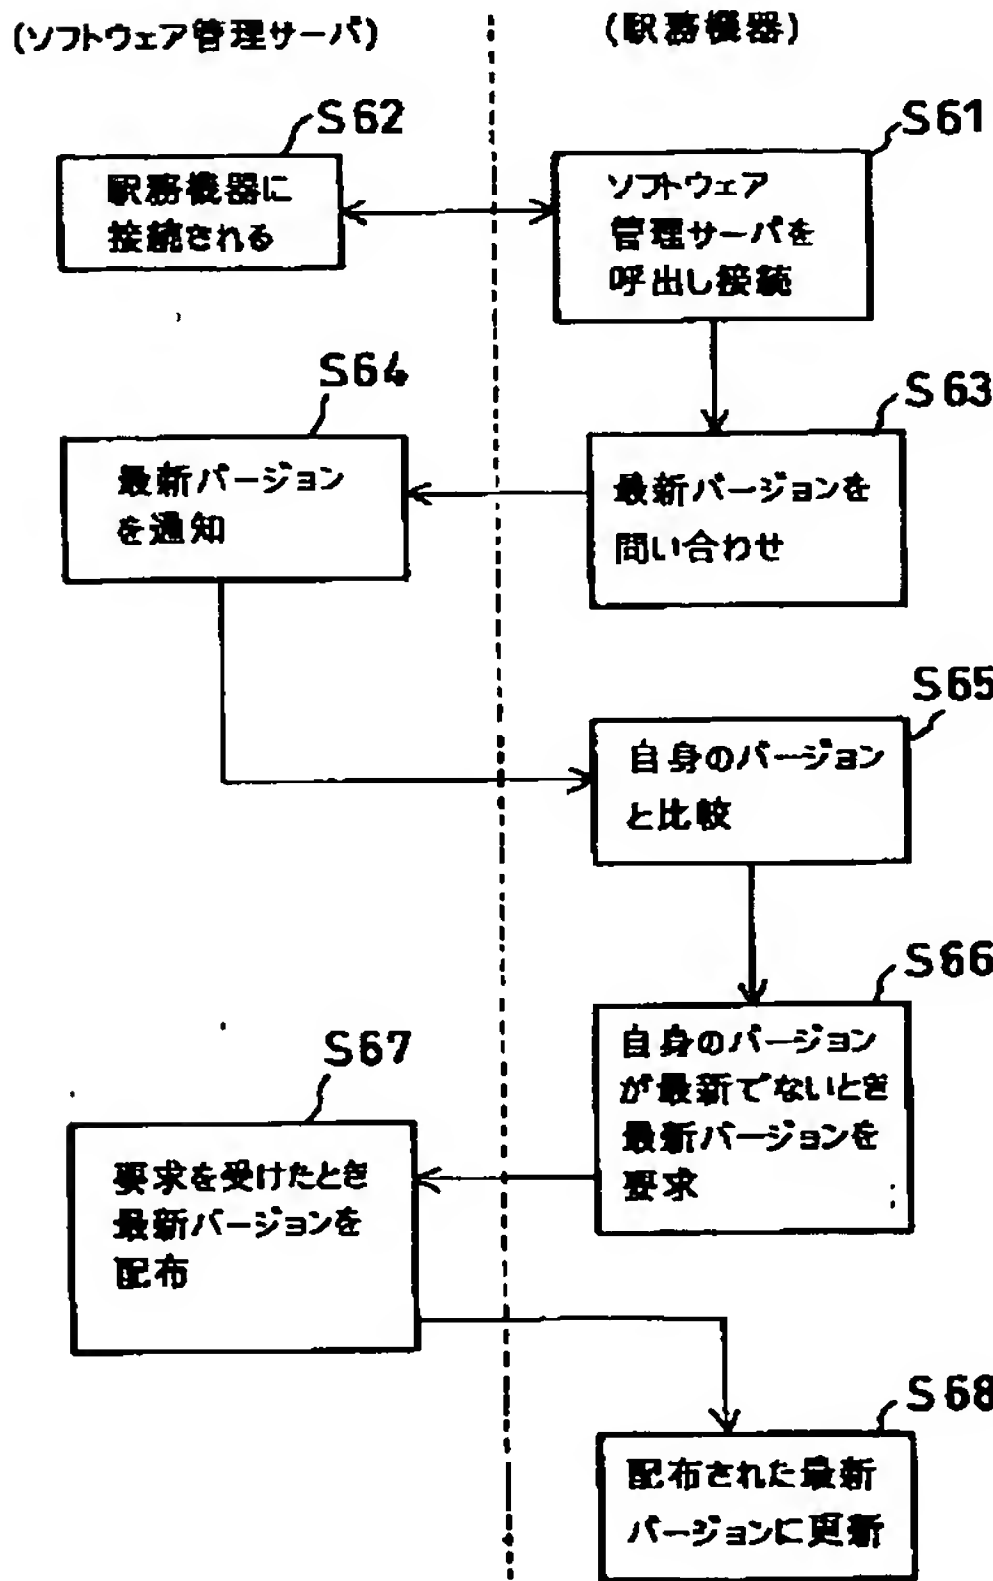 (ソフトウェア管理サーバ)
(駅務機器)
S62
駅務機器に
接続される
S61
ソフトウェア
管理サーバを
呼出し接続
S64
最新バージョン
を通知
S63
最新バージョンを
問い合わせ
S65
自身のバージョン
と比較
S66
自身のバージョン
が最新でないとき
最新バージョンを
要求
S67
要求を受けたとき
最新バージョンを
配布
S68
配布された最新
バージョンに更新